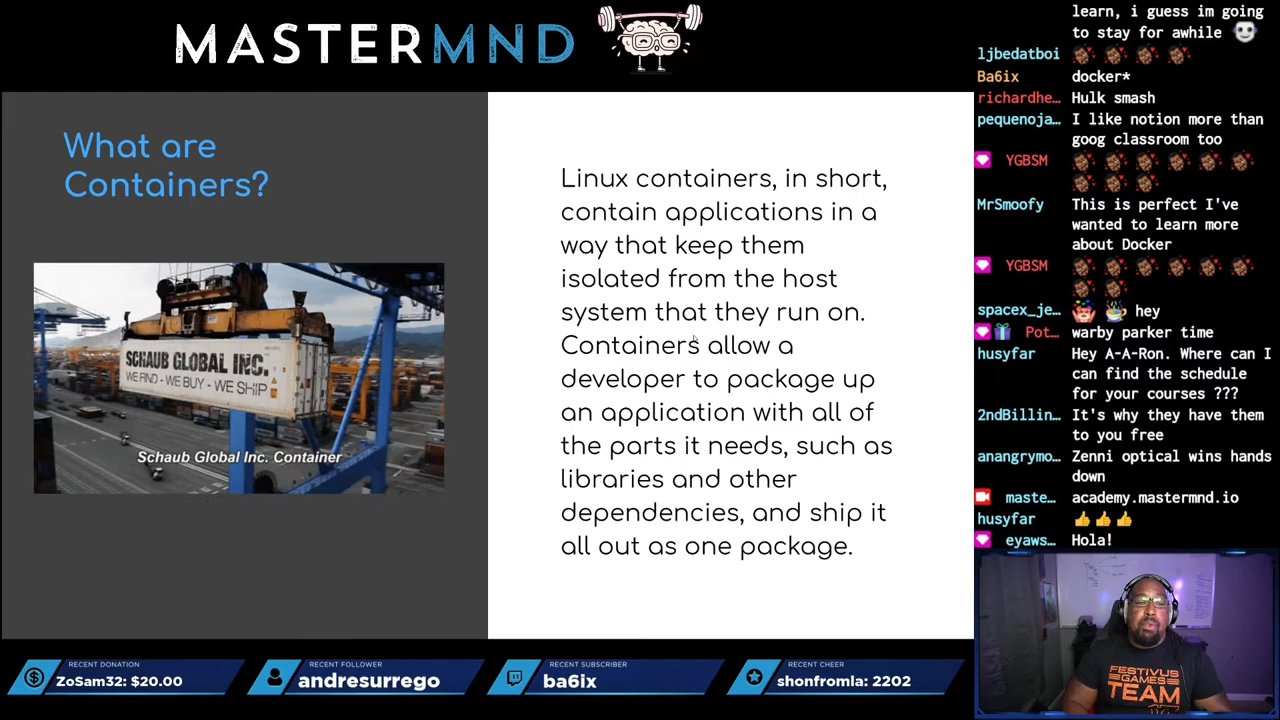 MASTERMND
What are
Containers?
SCHAUB GLOBAL INC.
WE FIND - WE BUY - WE SHIP
Schaub Global Inc. Container
Linux containers, in short,
contain applications in a
way that keep them
isolated from the host
system that they run on.
Containers allow a
developer to package up
an application with all of
the parts it needs, such as
libraries and other
dependencies, and ship it
all out as one package.
learn, i guess im going
to stay for awhile
ljbedatboi
Ba6ix docker*
richardhe… Hulk smash
pequenoja… I like notion more than
goog classroom too
YGBSM
MrSmoofy This is perfect I've
wanted to learn more
about Docker
YGBSM
spacex_je… hey
Pot… warby parker time
husyfar Hey A-A-Ron. Where can I
can find the schedule
for your courses ???
2ndBillin… It's why they have them
to you free
anangrymo… Zenni optical wins hands
down
maste… academy.mastermnd.io
husyfar 👍👍👍
eyaws… Hola!
FESTIVUS
GAMES
TEAM
RECENT DONATION
ZoSam32: $20.00
RECENT FOLLOWER
andresurrego
RECENT SUBSCRIBER
ba6ix
RECENT CHEER
shonfromla: 2202